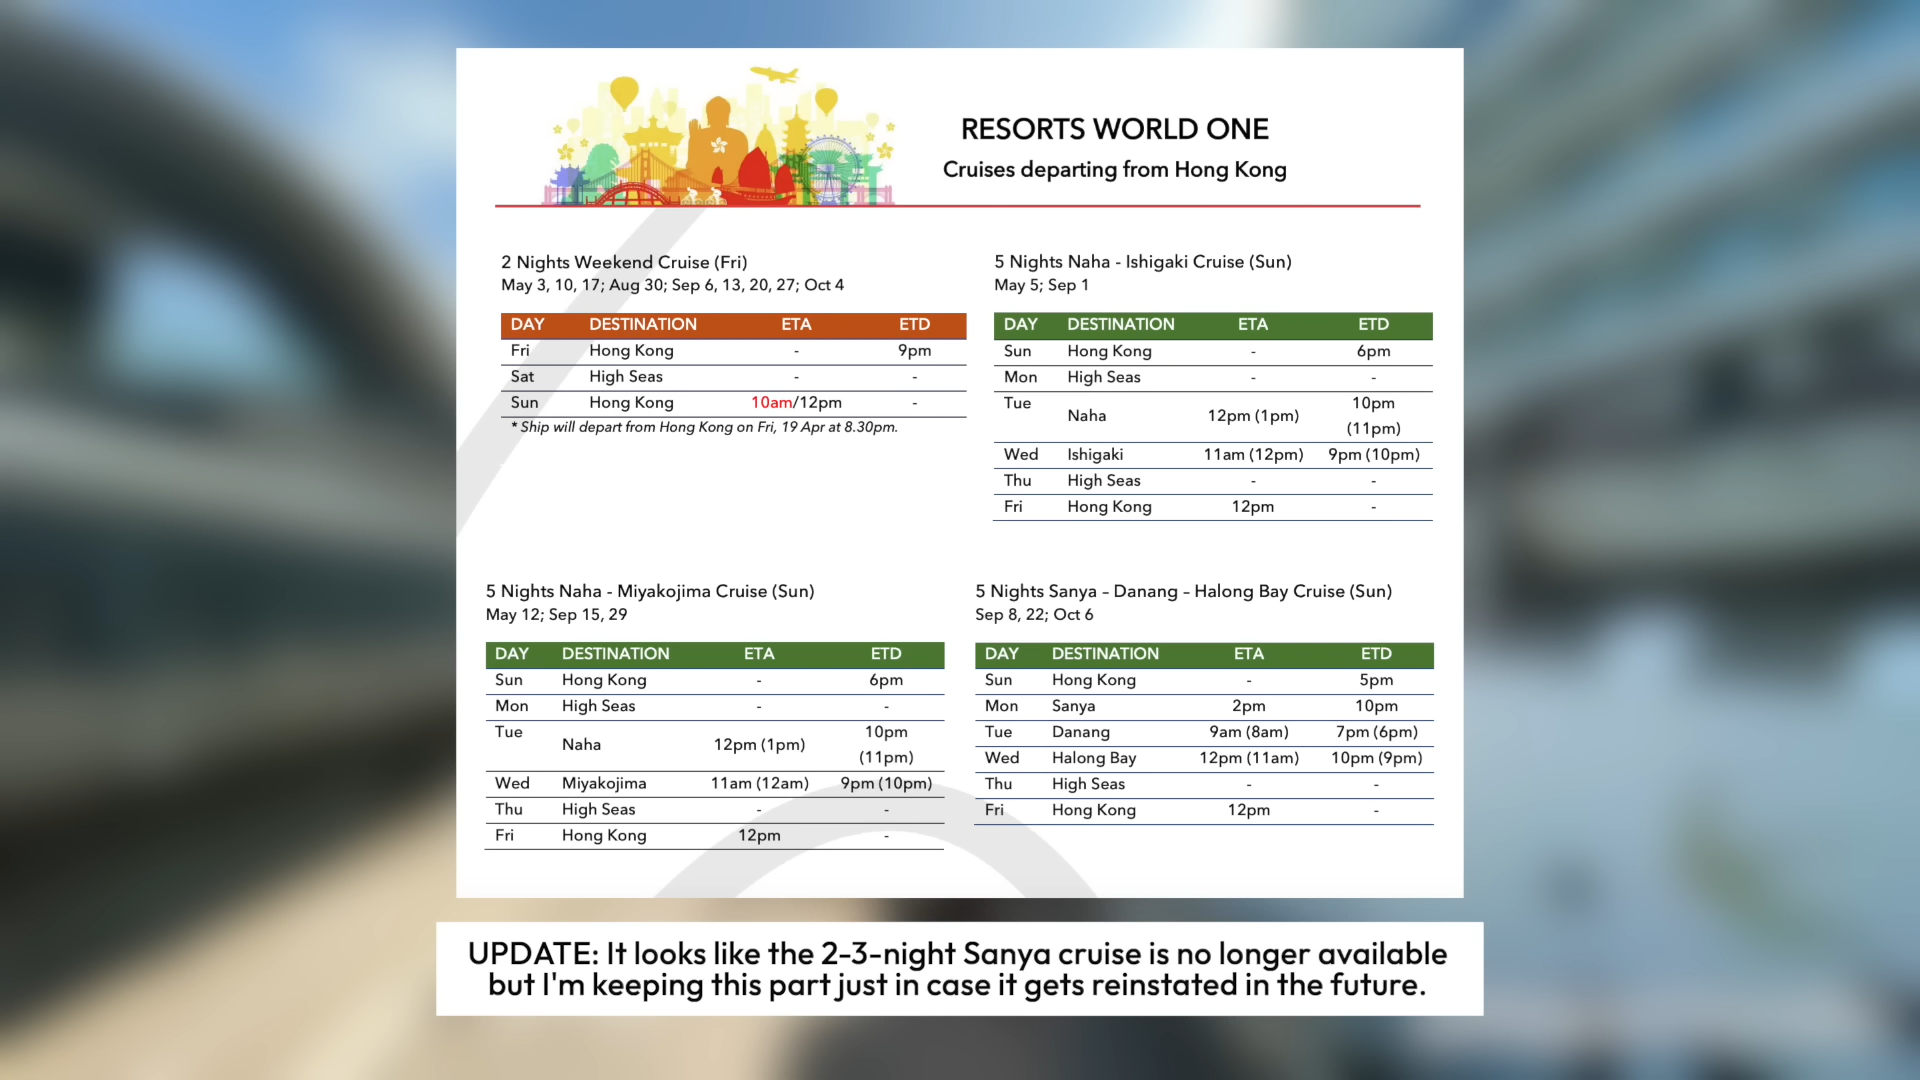 RESORTS WORLD ONE
Cruises departing from Hong Kong
2 Nights Weekend Cruise (Fri)
May 3, 10, 17; Aug 30; Sep 6, 13, 20, 27; Oct 4
DAY DESTINATION ETA ETD
Fri Hong Kong - 9pm
Sat High Seas - -
Sun Hong Kong 10am/12pm -
* Ship will depart from Hong Kong on Fri, 19 Apr at 8.30pm.
5 Nights Naha - Ishigaki Cruise (Sun)
May 5; Sep 1
DAY DESTINATION ETA ETD
Sun Hong Kong - 6pm
Mon High Seas - -
Tue Naha 12pm (1pm) 10pm
(11pm)
Wed Ishigaki 11am (12pm) 9pm (10pm)
Thu High Seas - -
Fri Hong Kong 12pm -
5 Nights Naha - Miyakojima Cruise (Sun)
May 12; Sep 15, 29
DAY DESTINATION ETA ETD
Sun Hong Kong - 6pm
Mon High Seas - -
Tue Naha 12pm (1pm) 10pm
(11pm)
Wed Miyakojima 11am (12am) 9pm (10pm)
Thu High Seas - -
Fri Hong Kong 12pm -
5 Nights Sanya – Danang – Halong Bay Cruise (Sun)
Sep 8, 22; Oct 6
DAY DESTINATION ETA ETD
Sun Hong Kong - 5pm
Mon Sanya 2pm 10pm
Tue Danang 9am (8am) 7pm (6pm)
Wed Halong Bay 12pm (11am) 10pm (9pm)
Thu High Seas - -
Fri Hong Kong 12pm -
UPDATE: It looks like the 2-3-night Sanya cruise is no longer available
but I'm keeping this part just in case it gets reinstated in the future.